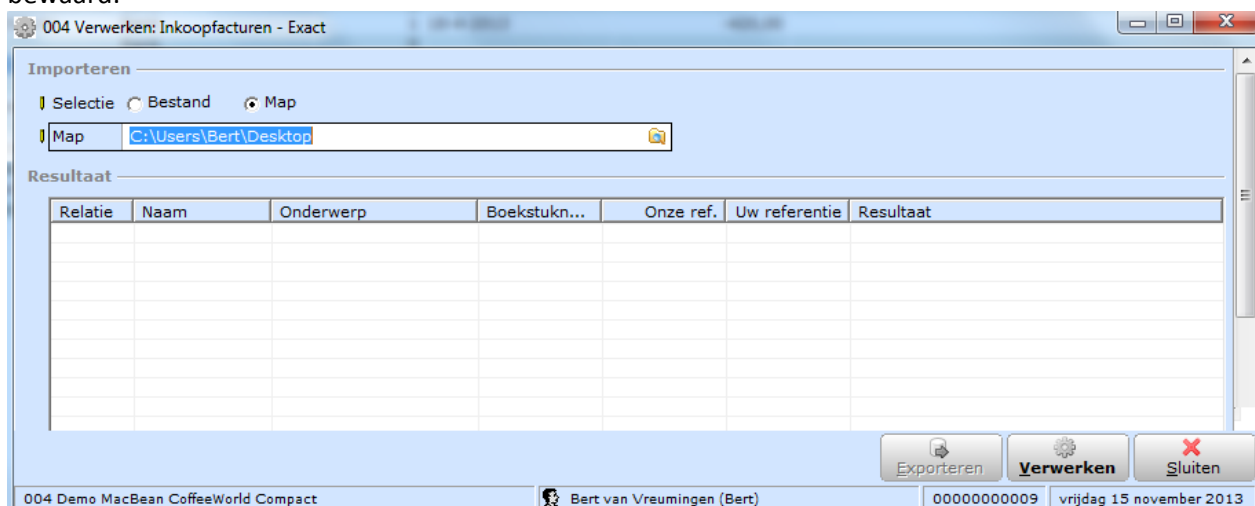 bewaard.
004 Verwerken: Inkoopfacturen - Exact
Importeren
Selectie Bestand Map
Map C:\Users\Bert\Desktop
Resultaat
Relatie Naam Onderwerp Boekstukn... Onze ref. Uw referentie Resultaat
Exporteren Verwerken Sluiten
004 Demo MacBean CoffeeWorld Compact Bert van Vreumingen (Bert) 00000000009 vrijdag 15 november 2013